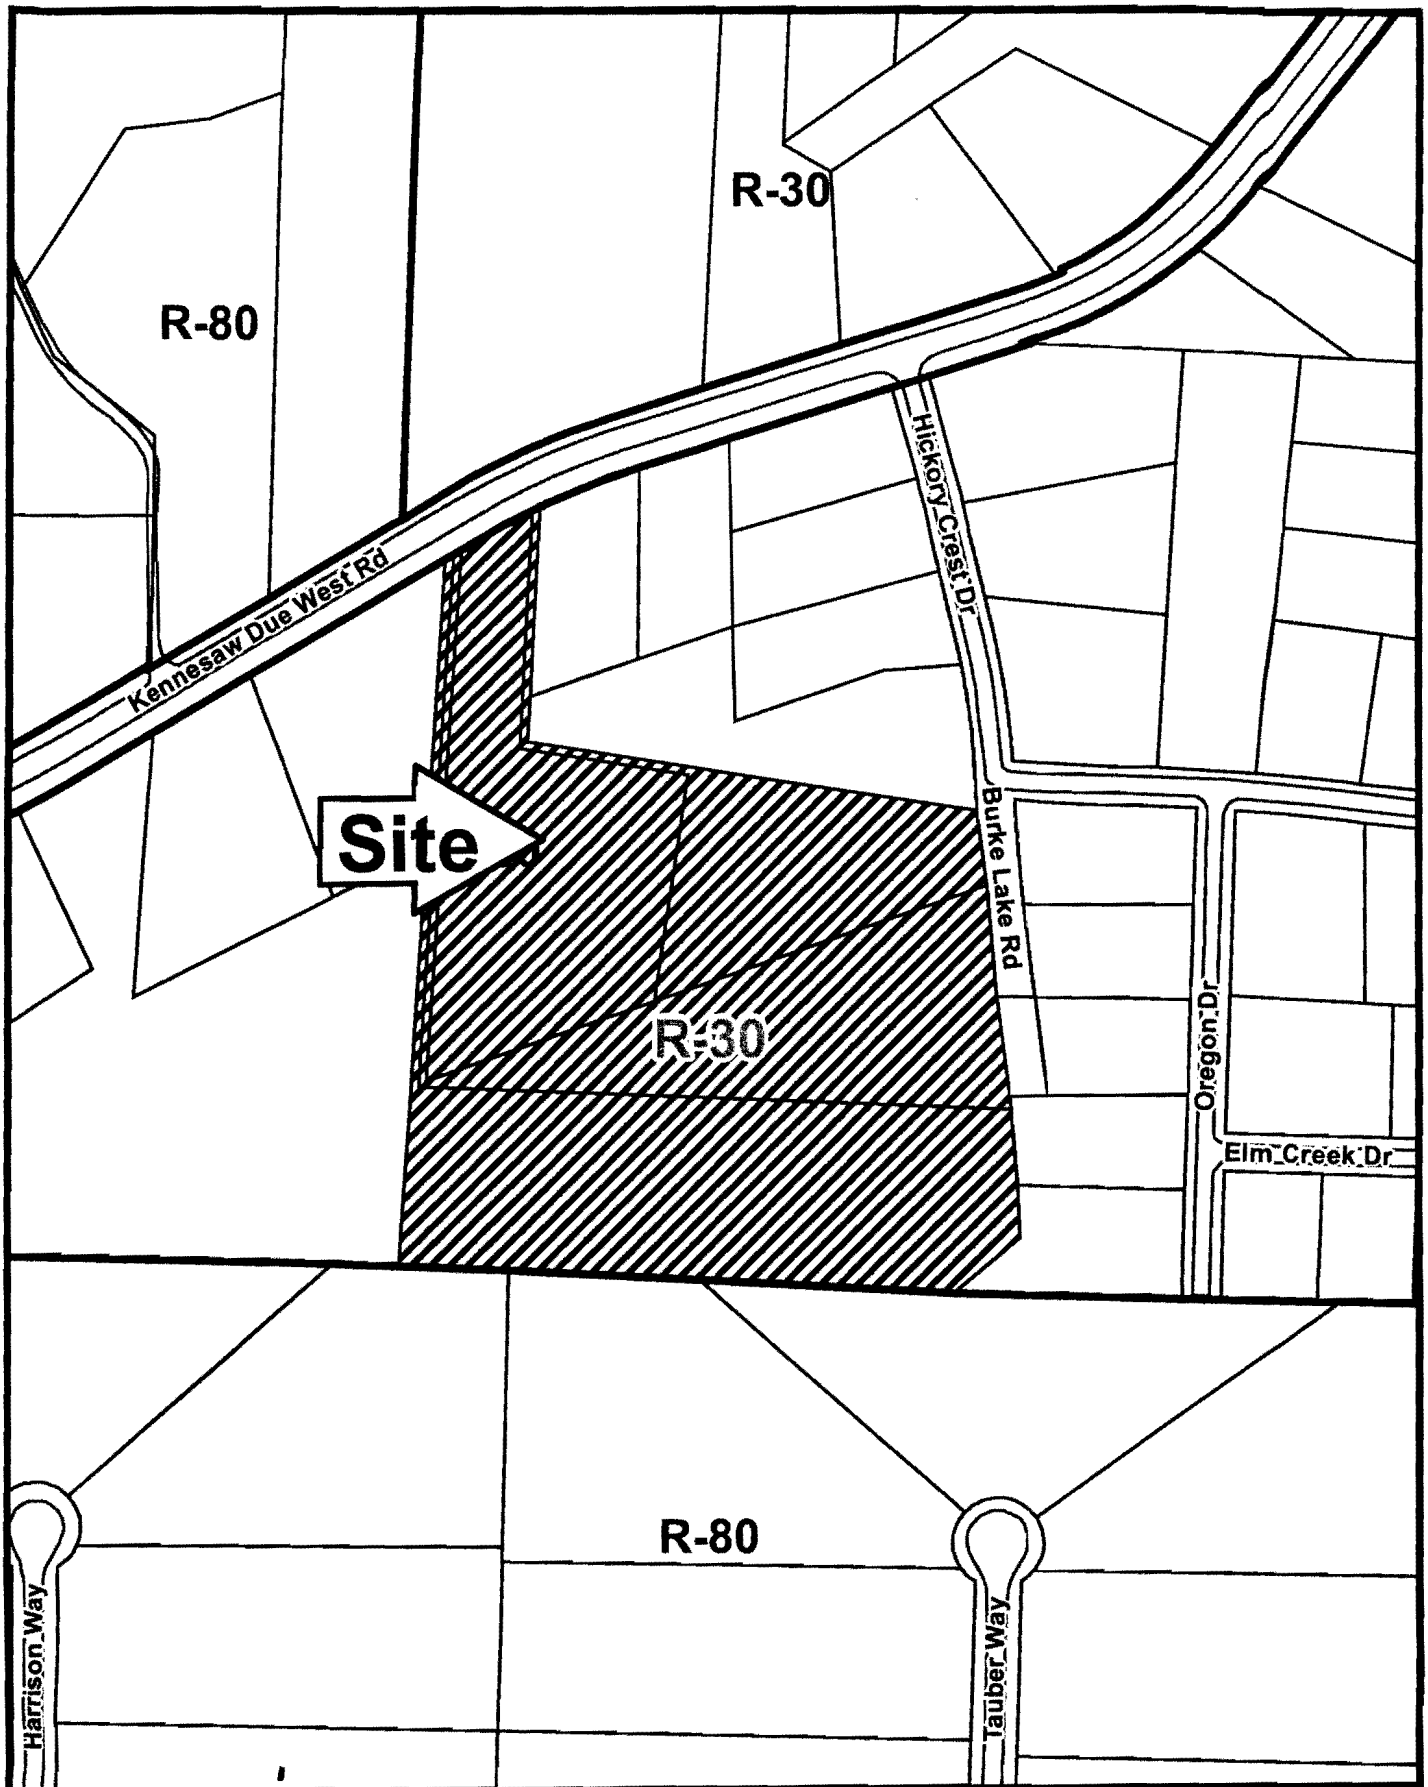 R-30
R-80
Hickory Crest Dr
Kennesaw Due West Rd
Site
Burke Lake Rd
R-30
Oregon Dr
Elm Creek Dr
R-80
Harrison Way
Tauber Way